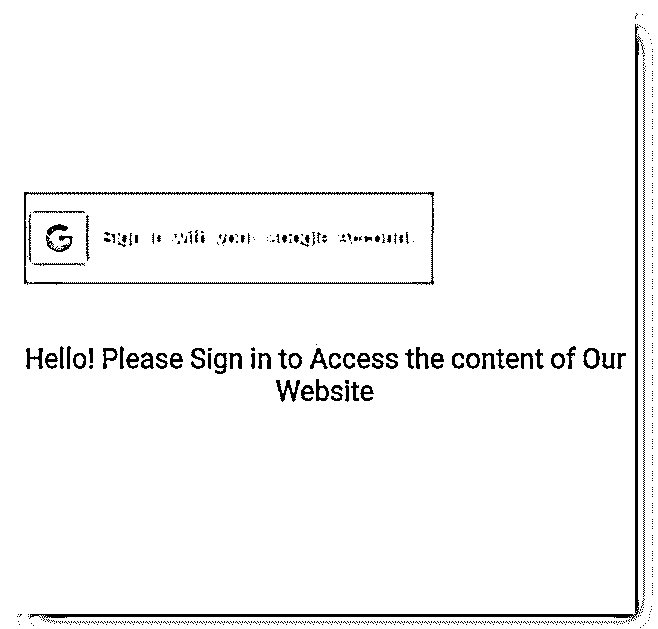 G
Sign in with your Google Account
Hello! Please Sign in to Access the content of Our
Website